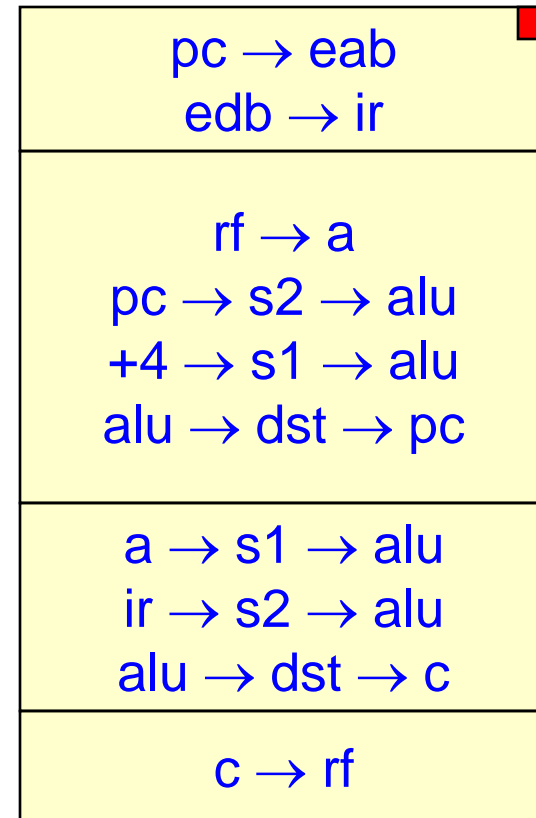 pc → eab
edb → ir
rf → a
pc → s2 → alu
+4 → s1 → alu
alu → dst → pc
a → s1 → alu
ir → s2 → alu
alu → dst → c
c → rf